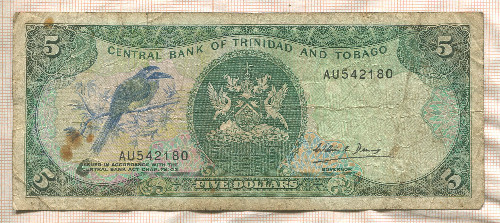 5 5
CENTRAL BANK OF TRINIDAD AND TOBAGO
AU542180
AU542180
ISSUED IN ACCORDANCE WITH THE
CENTRAL BANK ACT CHAP. 79:02
GOVERNOR
5 FIVE DOLLARS 5